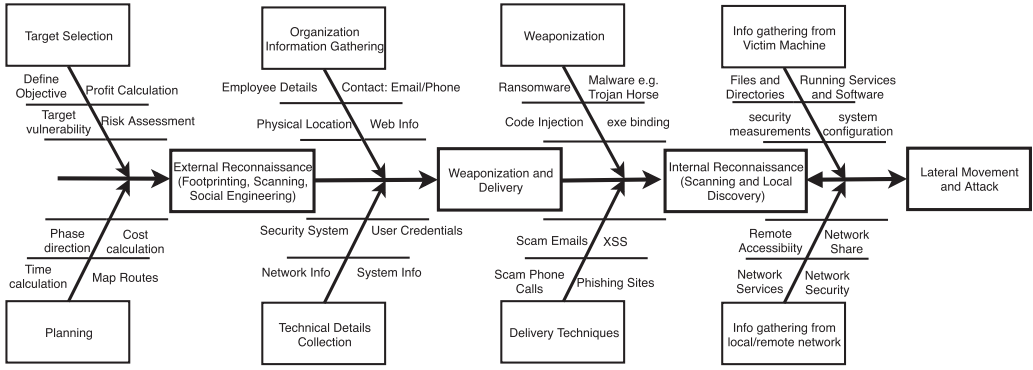 Target Selection
Define
Objective
Profit Calculation
Target
vulnerability
Risk Assessment
Organization
Information Gathering
Employee Details
Contact: Email/Phone
Physical Location
Web Info
Weaponization
Ransomware
Malware e.g.
Trojan Horse
Code Injection
exe binding
Info gathering from
Victim Machine
Files and
Directories
Running Services
and Software
security
measurements
system
configuration
External Reconnaissance
(Footprinting, Scanning,
Social Engineering)
Weaponization and
Delivery
Internal Reconnaissance
(Scanning and Local
Discovery)
Lateral Movement
and Attack
Phase
direction
Cost
calculation
Time
calculation
Map Routes
Planning
Security System
User Credentials
Network Info
System Info
Technical Details
Collection
Scam Emails
XSS
Scam Phone
Calls
Phishing Sites
Delivery Techniques
Remote
Accessibiity
Network
Share
Network
Services
Network
Security
Info gathering from
local/remote network